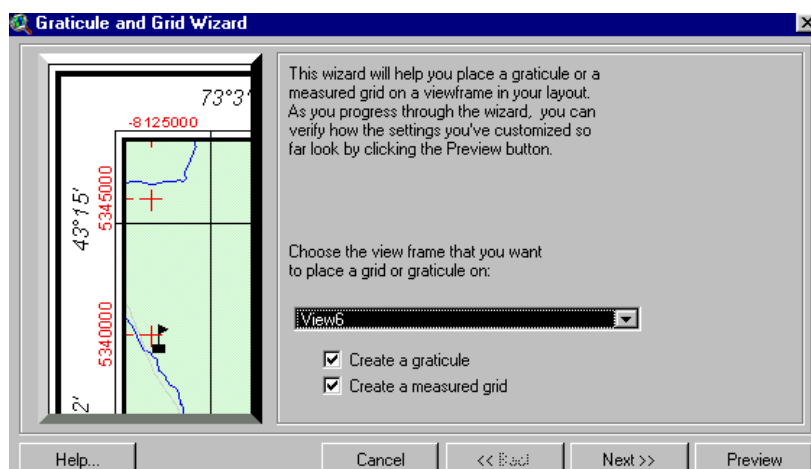 Graticule and Grid Wizard
73°3'
-8125000
43°15'
5345000
5340000
2'
This wizard will help you place a graticule or a
measured grid on a viewframe in your layout.
As you progress through the wizard, you can
verify how the settings you've customized so
far look by clicking the Preview button.
Choose the view frame that you want
to place a grid or graticule on:
View6
Create a graticule
Create a measured grid
Help...
Cancel
<< Back
Next >>
Preview